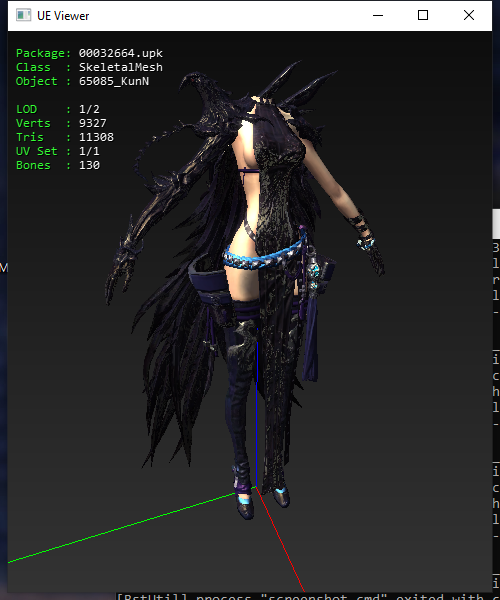 UE Viewer
Package: 00032664.upk
Class : SkeletalMesh
Object : 65085_KunN
LOD : 1/2
Verts : 9327
Tris : 11308
UV Set : 1/1
Bones : 130
[BstUtil] process "screenshot.cmd" exited with c